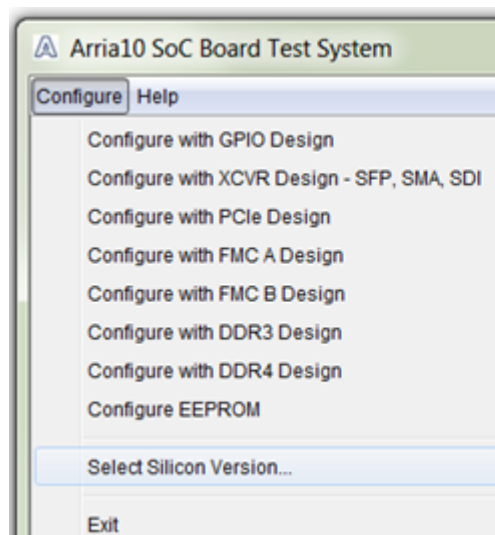 Arria10 SoC Board Test System
Configure Help
Configure with GPIO Design
Configure with XCVR Design - SFP, SMA, SDI
Configure with PCIe Design
Configure with FMC A Design
Configure with FMC B Design
Configure with DDR3 Design
Configure with DDR4 Design
Configure EEPROM
Select Silicon Version...
Exit